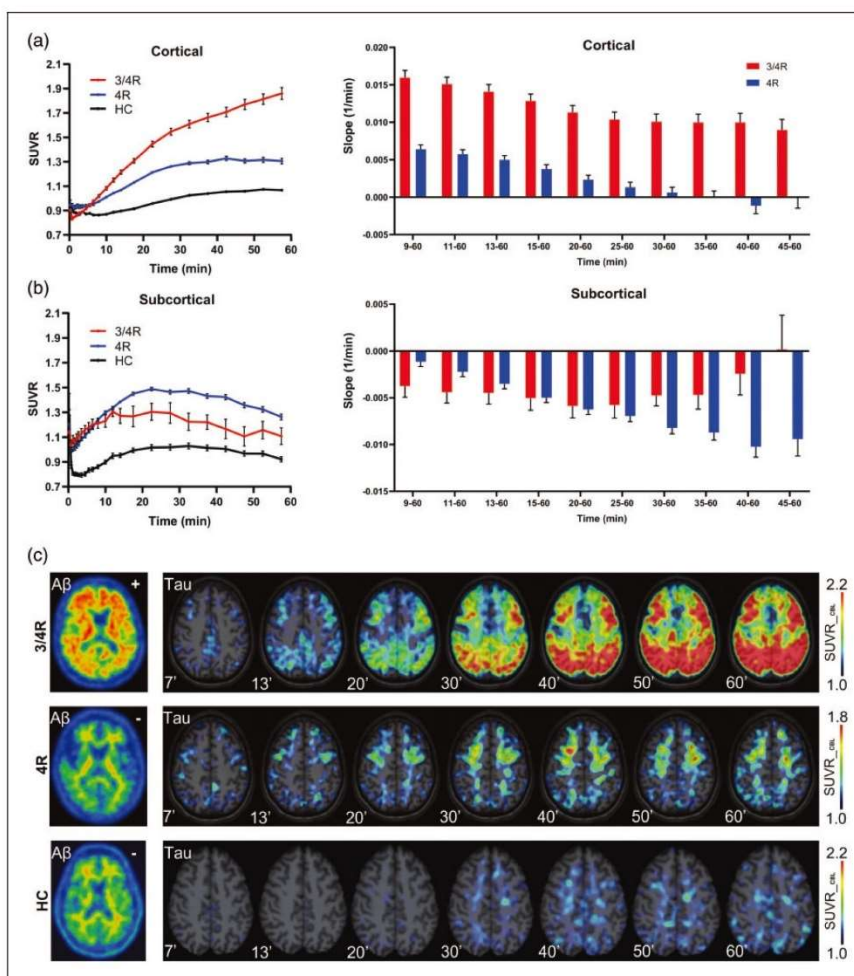 (a)
Cortical
SUVR
2.1
1.9
1.7
1.5
1.3
1.1
0.9
0.7
3/4R
4R
HC
0 10 20 30 40 50 60
Time (min)
Cortical
Slope (1/min)
0.020
0.015
0.010
0.005
0.000
-0.005
3/4R
4R
9-60 11-60 13-60 15-60 20-60 25-60 30-60 35-60 40-60 45-60
Time (min)
(b)
Subcortical
SUVR
2.1
1.9
1.7
1.5
1.3
1.1
0.9
0.7
3/4R
4R
HC
0 10 20 30 40 50 60
Time (min)
Subcortical
Slope (1/min)
0.005
0.000
-0.005
-0.010
-0.015
9-60 11-60 13-60 15-60 20-60 25-60 30-60 35-60 40-60 45-60
Time (min)
(c)
3/4R
Aβ +
Tau
7' 13' 20' 30' 40' 50' 60'
2.2
SUVR_CBL
1.0
4R
Aβ -
Tau
7' 13' 20' 30' 40' 50' 60'
1.8
SUVR_CBL
1.0
HC
Aβ -
Tau
7' 13' 20' 30' 40' 50' 60'
2.2
SUVR_CBL
1.0